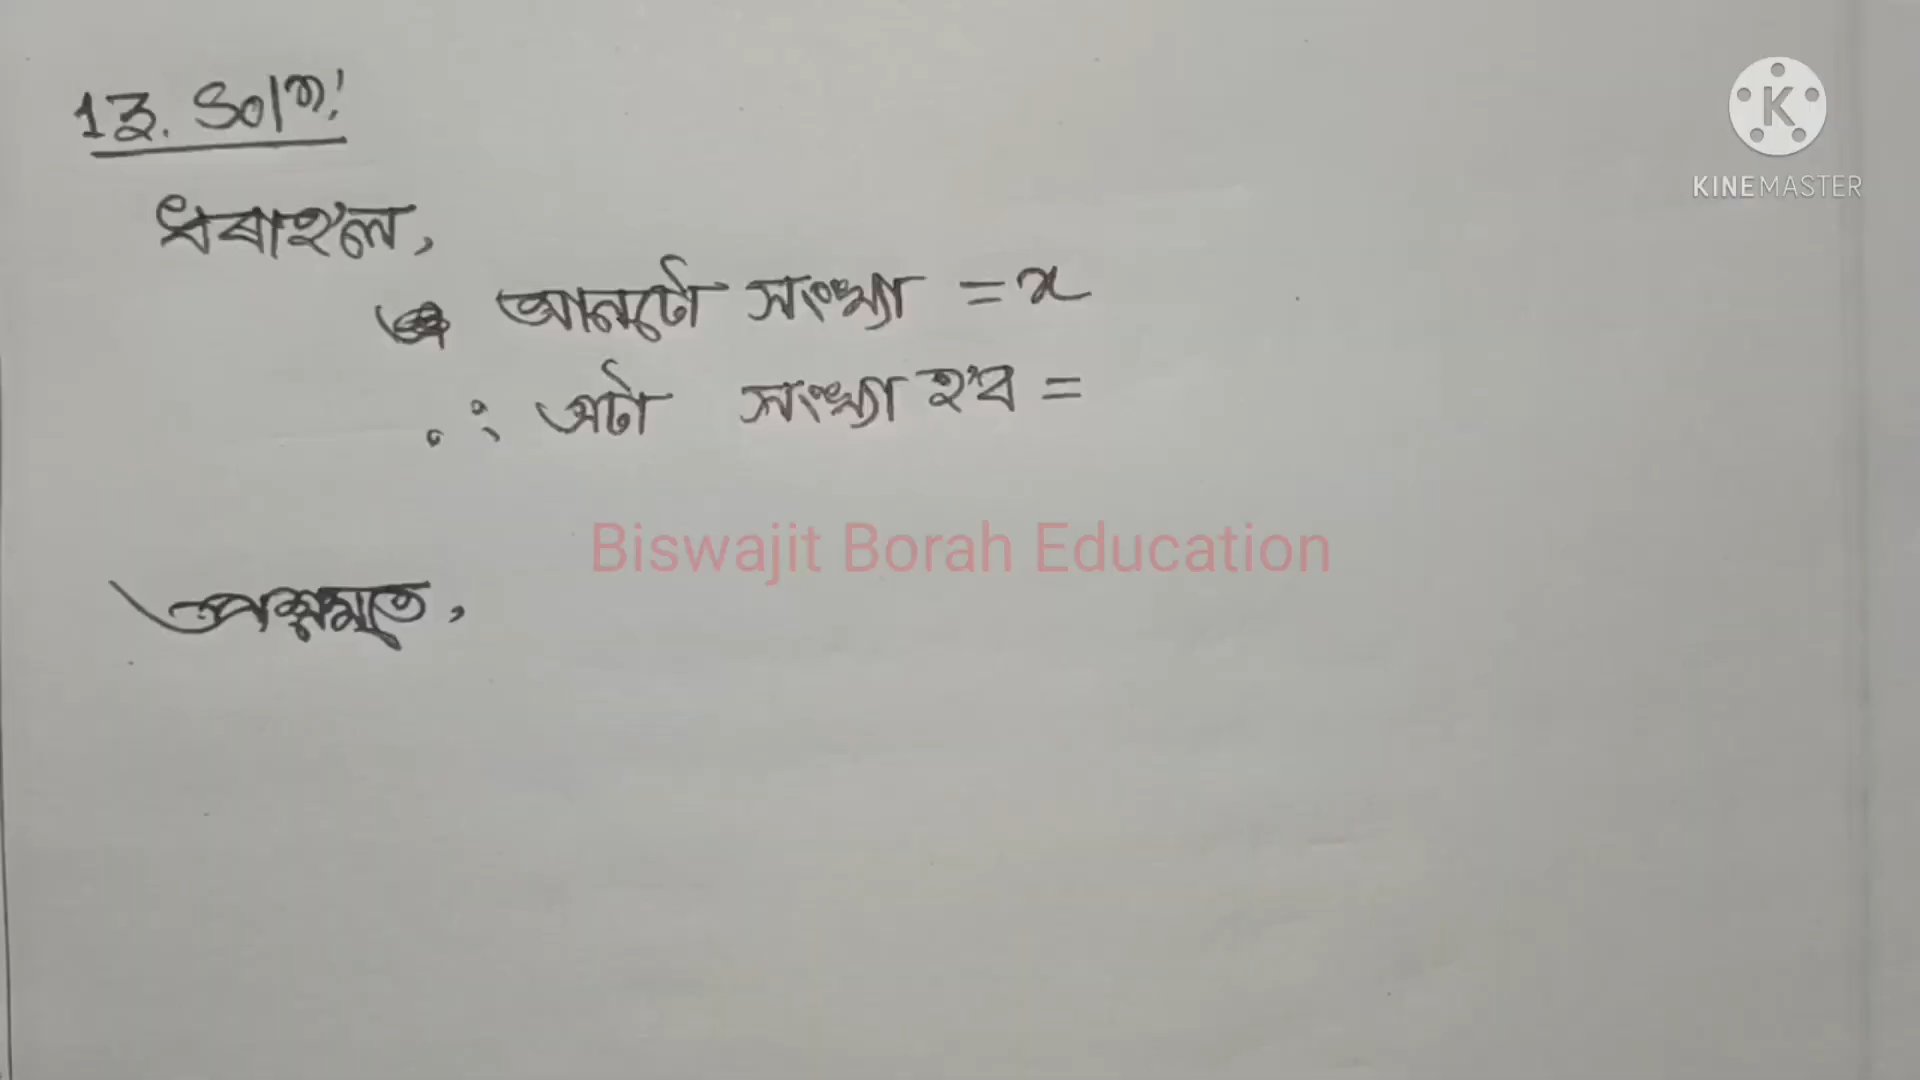 13. Solⁿ:
ধৰাহ'ল,
আনটো সংখ্যা = x
∴ এটা সংখ্যা হ'ব =
প্ৰশ্নমতে,
Biswajit Borah Education
KINEMASTER